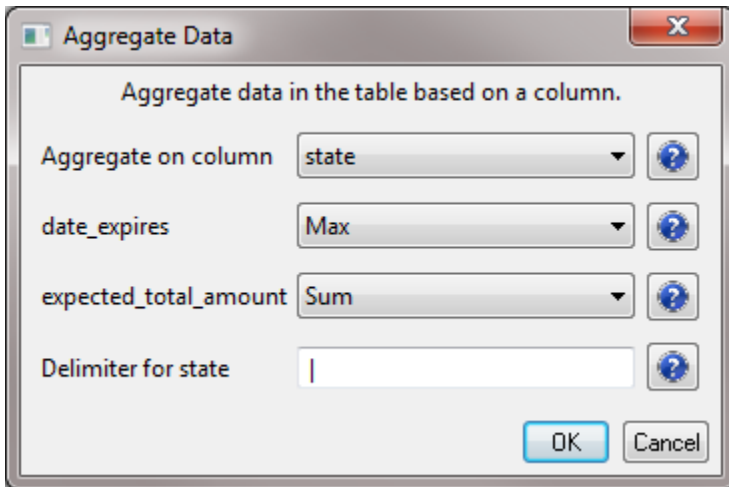 Aggregate Data
Aggregate data in the table based on a column.
Aggregate on column state
date_expires Max
expected_total_amount Sum
Delimiter for state |
OK Cancel